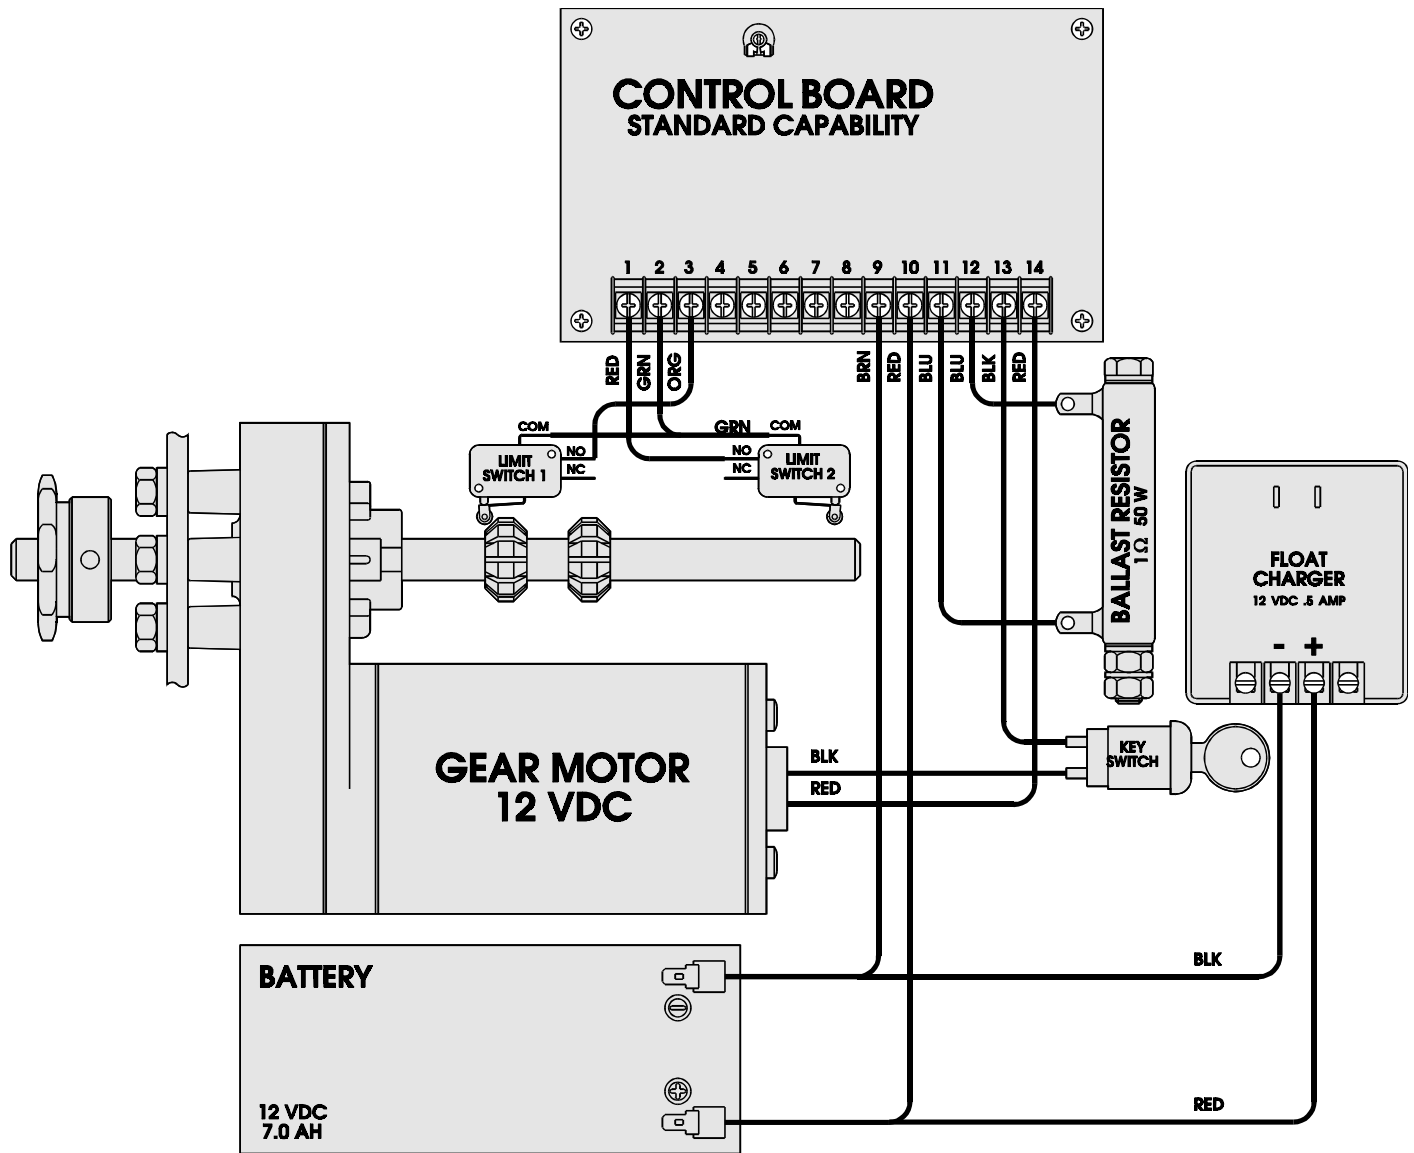 CONTROL BOARD
STANDARD CAPABILITY
1 2 3 4 5 6 7 8 9 10 11 12 13 14
RED GRN ORG BRN RED BLU BLU BLK RED
COM GRN COM
NO NO
NC NC
LIMIT
SWITCH 1
LIMIT
SWITCH 2
BALLAST RESISTOR
1Ω 50 W
FLOAT
CHARGER
12 VDC .5 AMP
- +
KEY
SWITCH
BLK
RED
GEAR MOTOR
12 VDC
BLK
BATTERY
RED
12 VDC
7.0 AH